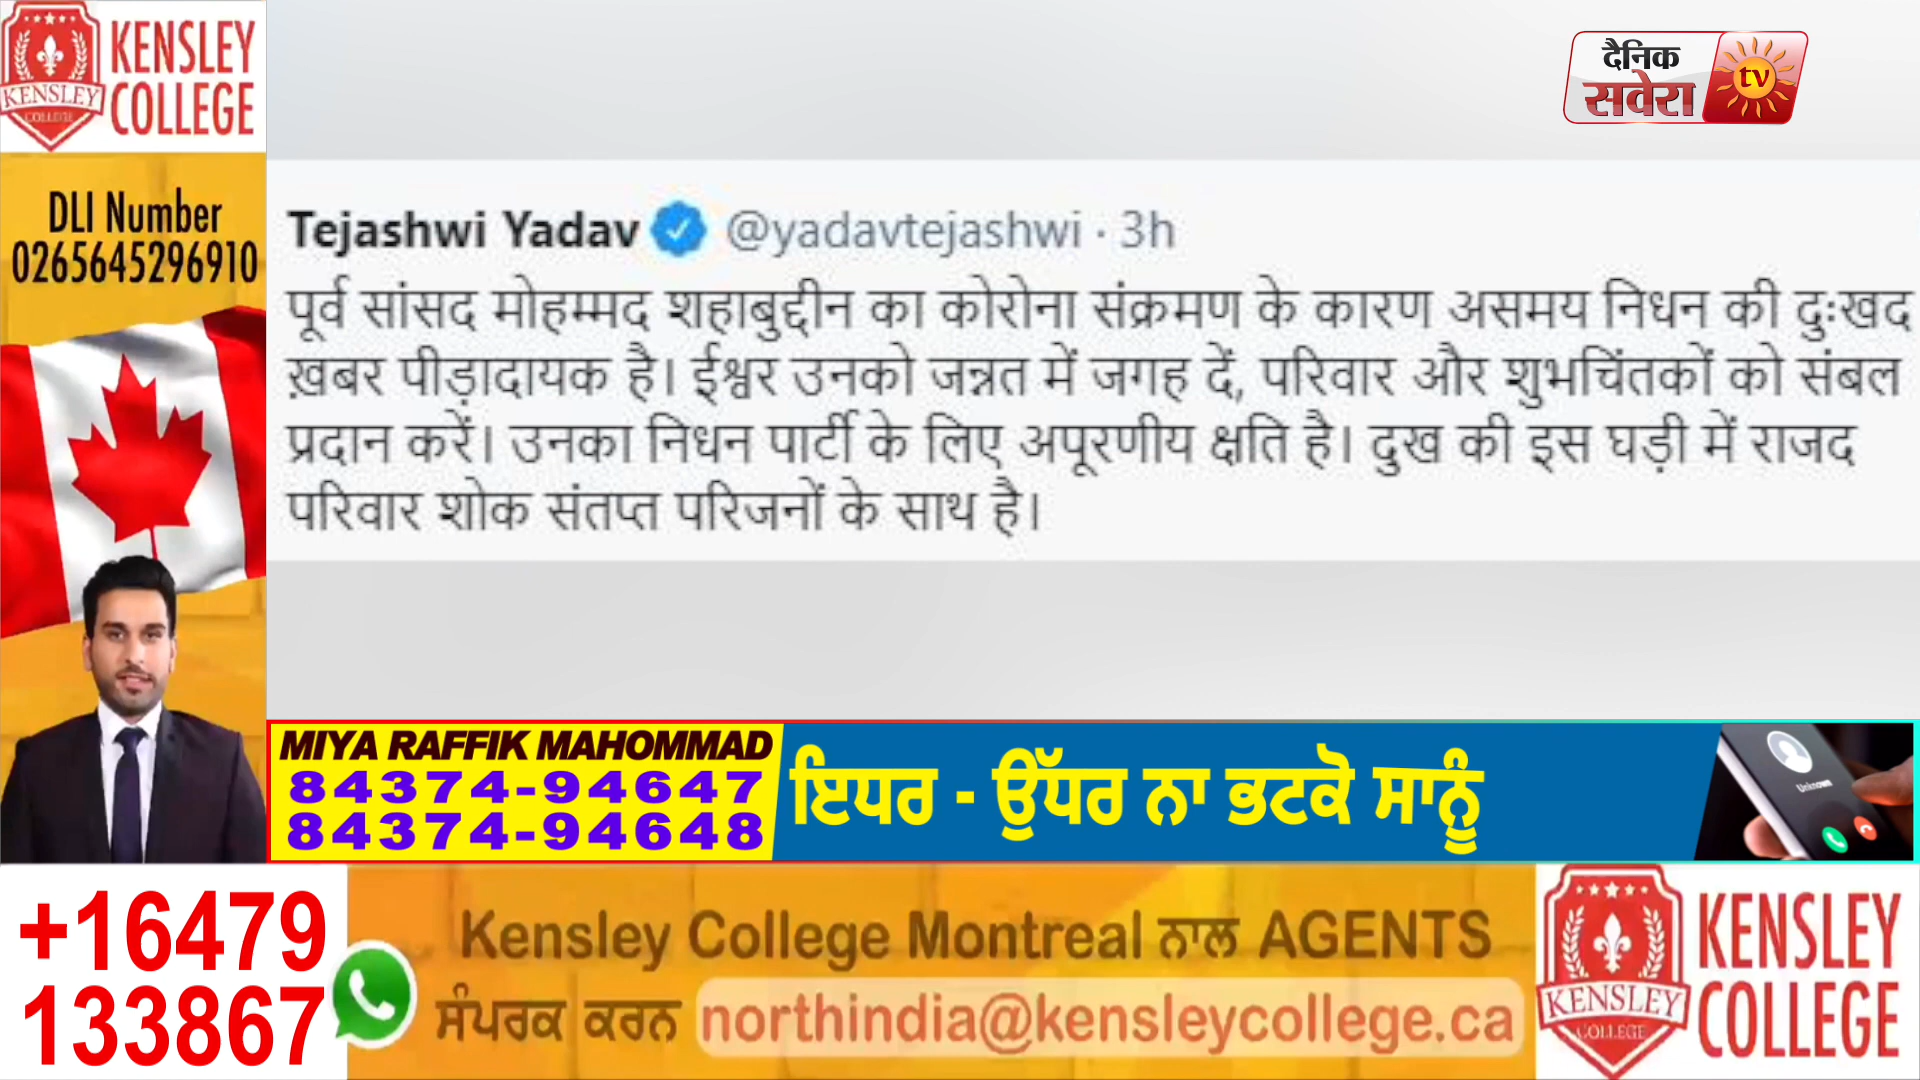 KENSLEY
COLLEGE
KENSLEY
COLLEGE
दैनिक
सवेरा
tv
DLI Number
0265645296910
Tejashwi Yadav @yadavtejashwi · 3h
पूर्व सांसद मोहम्मद शहाबुद्दीन का कोरोना संक्रमण के कारण असमय निधन की दुःखद
ख़बर पीड़ादायक है। ईश्वर उनको जन्नत में जगह दें, परिवार और शुभचिंतकों को संबल
प्रदान करें। उनका निधन पार्टी के लिए अपूरणीय क्षति है। दुख की इस घड़ी में राजद
परिवार शोक संतप्त परिजनों के साथ है।
MIYA RAFFIK MAHOMMAD
84374-94647
84374-94648
ਇਧਰ - ਉੱਧਰ ਨਾ ਭਟਕੋ ਸਾਨੂੰ
Unknown
+16479
133867
Kensley College Montreal ਨਾਲ AGENTS
ਸੰਪਰਕ ਕਰਨ northindia@kensleycollege.ca
KENSLEY
COLLEGE
KENSLEY
COLLEGE